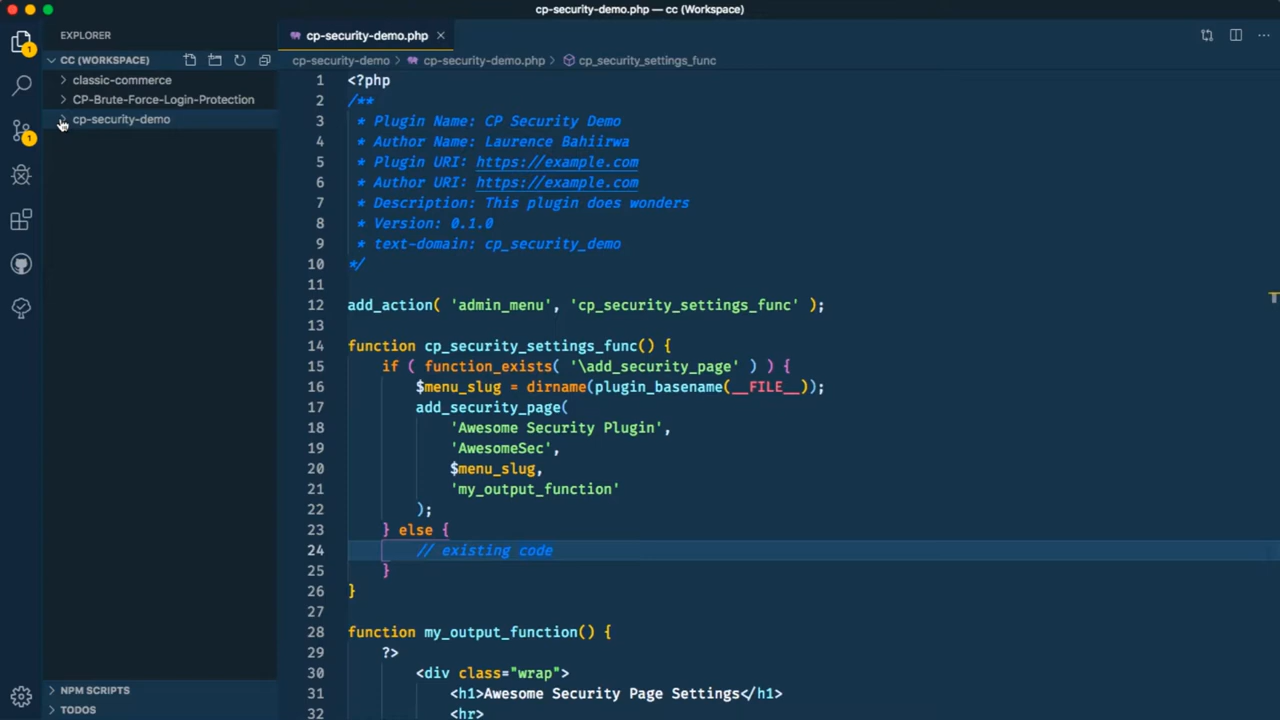 cp-security-demo.php — cc (Workspace)
EXPLORER
CC (WORKSPACE)
classic-commerce
CP-Brute-Force-Login-Protection
cp-security-demo
NPM SCRIPTS
TODOS
1
1
cp-security-demo.php
cp-security-demo > cp-security-demo.php > cp_security_settings_func
1 <?php
2 /**
3 * Plugin Name: CP Security Demo
4 * Author Name: Laurence Bahiirwa
5 * Plugin URI: https://example.com
6 * Author URI: https://example.com
7 * Description: This plugin does wonders
8 * Version: 0.1.0
9 * text-domain: cp_security_demo
10 */
11
12 add_action( 'admin_menu', 'cp_security_settings_func' );
13
14 function cp_security_settings_func() {
15 if ( function_exists( '\add_security_page' ) ) {
16 $menu_slug = dirname(plugin_basename(__FILE__));
17 add_security_page(
18 'Awesome Security Plugin',
19 'AwesomeSec',
20 $menu_slug,
21 'my_output_function'
22 );
23 } else {
24 // existing code
25 }
26 }
27
28 function my_output_function() {
29 ?>
30 <div class="wrap">
31 <h1>Awesome Security Page Settings</h1>
32 <hr>